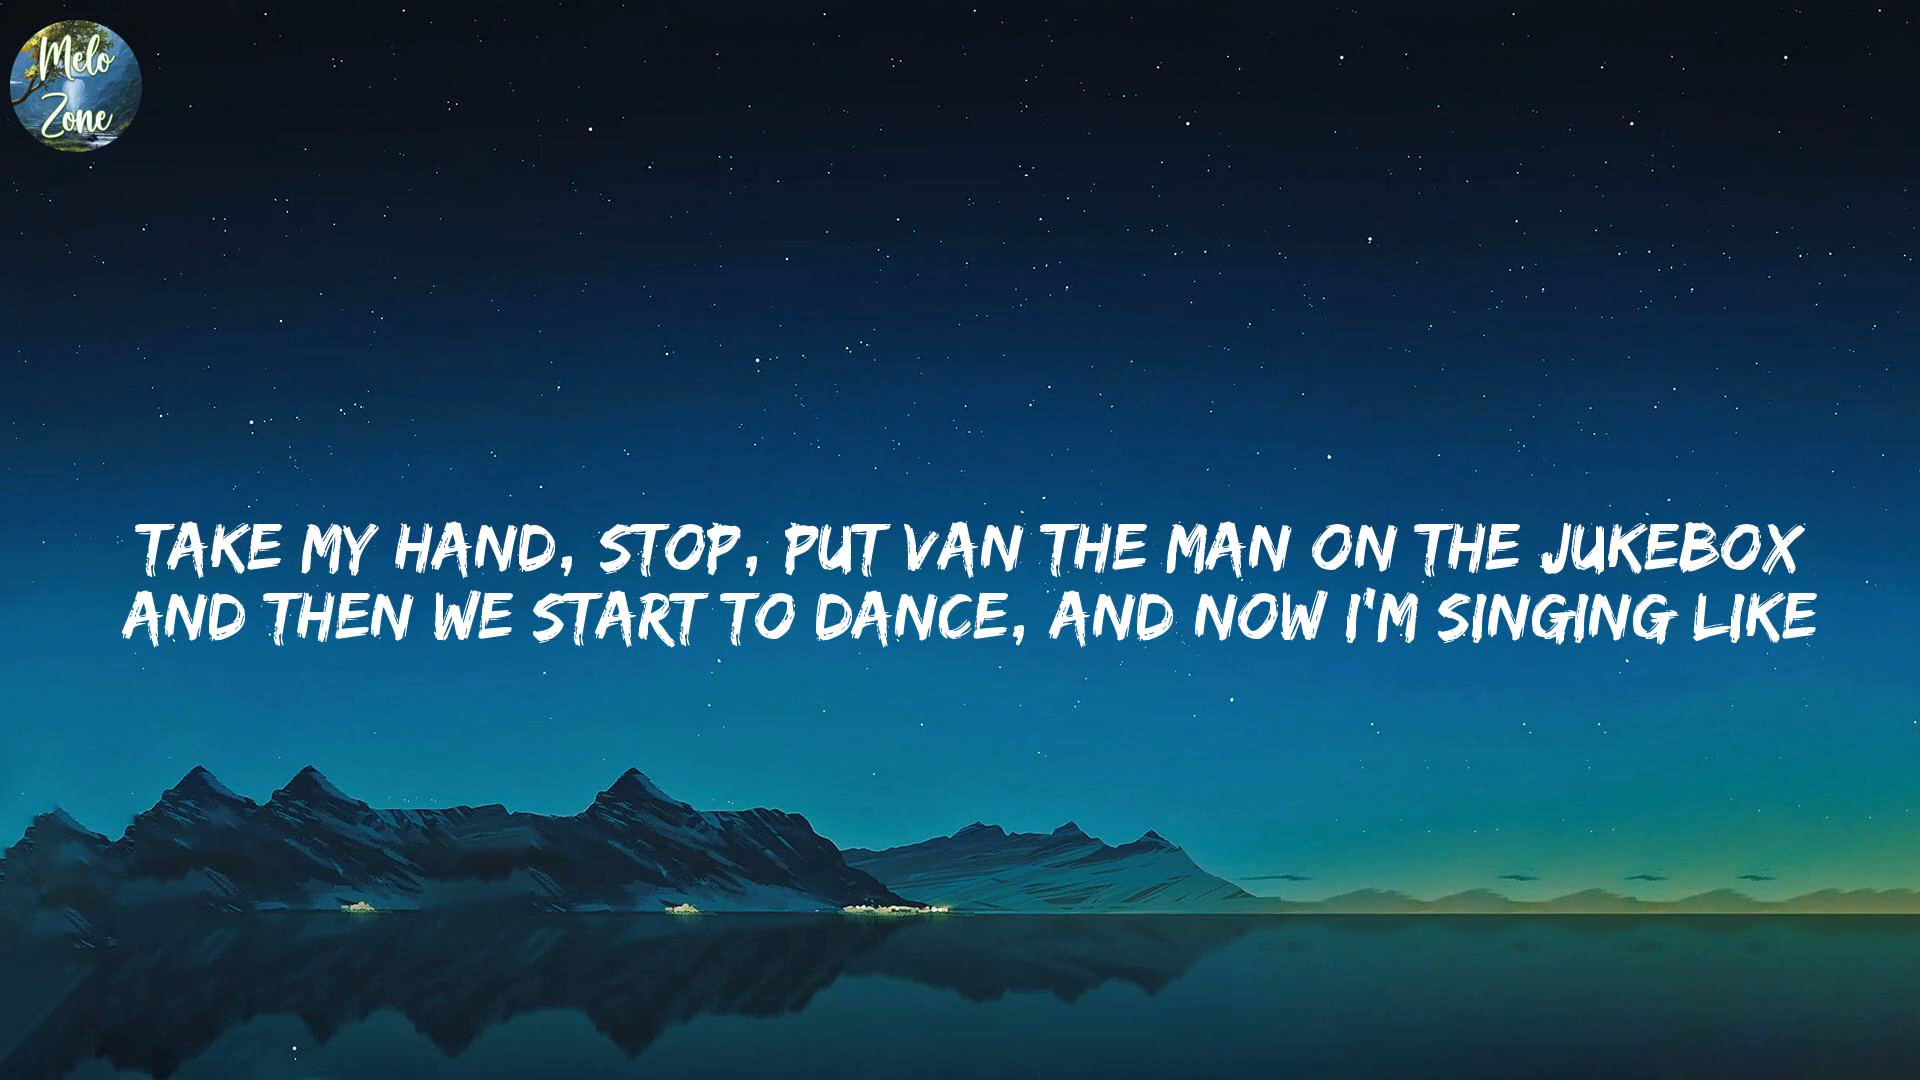 Melo
Zone
TAKE MY HAND, STOP, PUT VAN THE MAN ON THE JUKEBOX
AND THEN WE START TO DANCE, AND NOW I'M SINGING LIKE